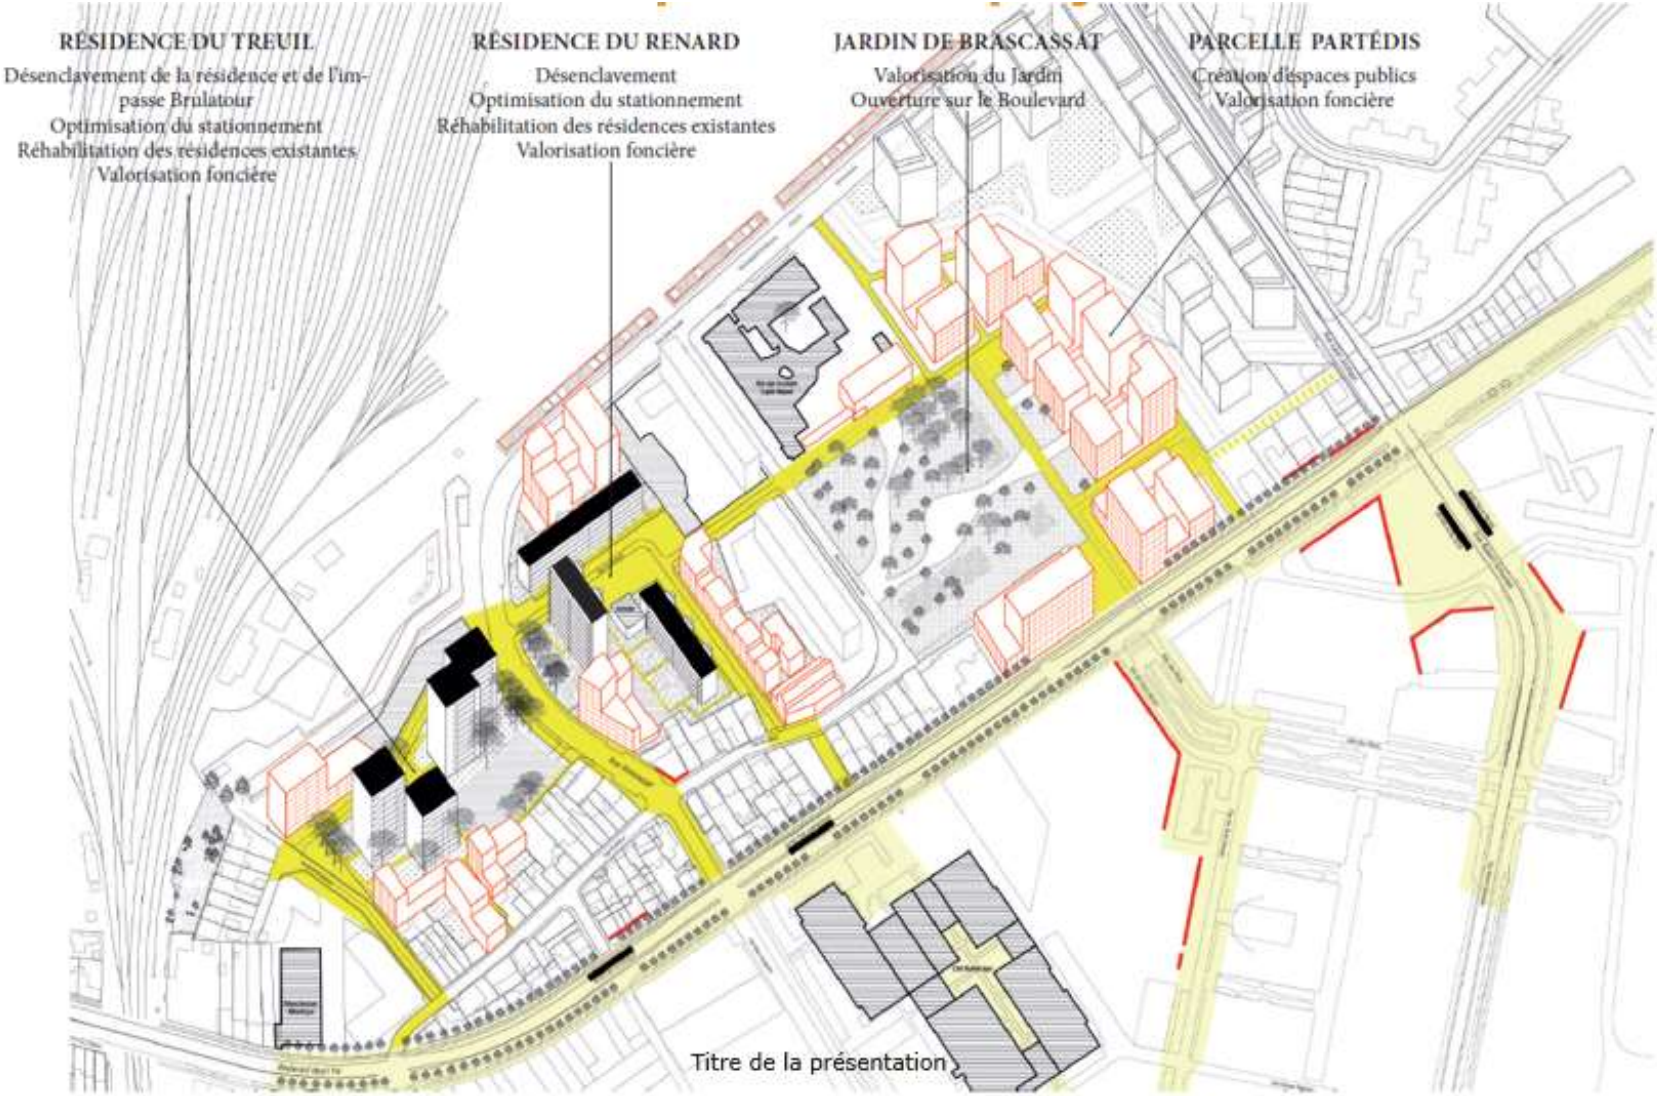 RÉSIDENCE DU TREUIL
Désenclavement de la résidence et de l'im-
passe Brulatour
Optimisation du stationnement
Réhabilitation des résidences existantes
Valorisation foncière
RÉSIDENCE DU RENARD
Désenclavement
Optimisation du stationnement
Réhabilitation des résidences existantes
Valorisation foncière
JARDIN DE BRASCASSAT
Valorisation du Jardin
Ouverture sur le Boulevard
PARCELLE PARTÉDIS
Création d'espaces publics
Valorisation foncière
Titre de la présentation